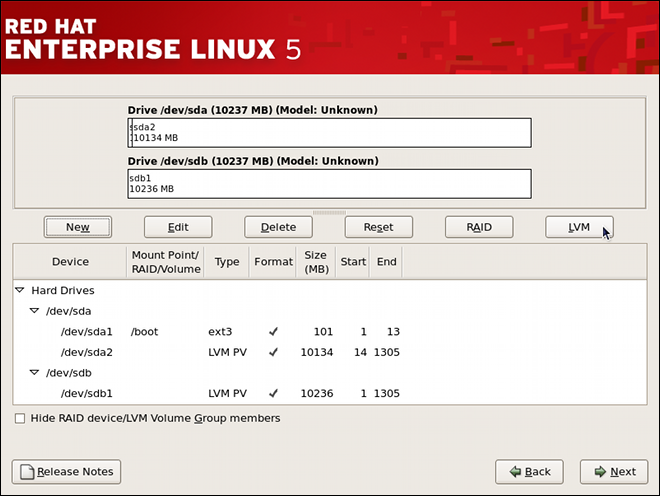 RED HAT
ENTERPRISE LINUX 5
Drive /dev/sda (10237 MB) (Model: Unknown)
sda2
10134 MB
Drive /dev/sdb (10237 MB) (Model: Unknown)
sdb1
10236 MB
New Edit Delete Reset RAID LVM
Device Mount Point/ RAID/Volume Type Format Size (MB) Start End
Hard Drives
/dev/sda
/dev/sda1 /boot ext3 ✓ 101 1 13
/dev/sda2 LVM PV ✓ 10134 14 1305
/dev/sdb
/dev/sdb1 LVM PV ✓ 10236 1 1305
Hide RAID device/LVM Volume Group members
Release Notes Back Next